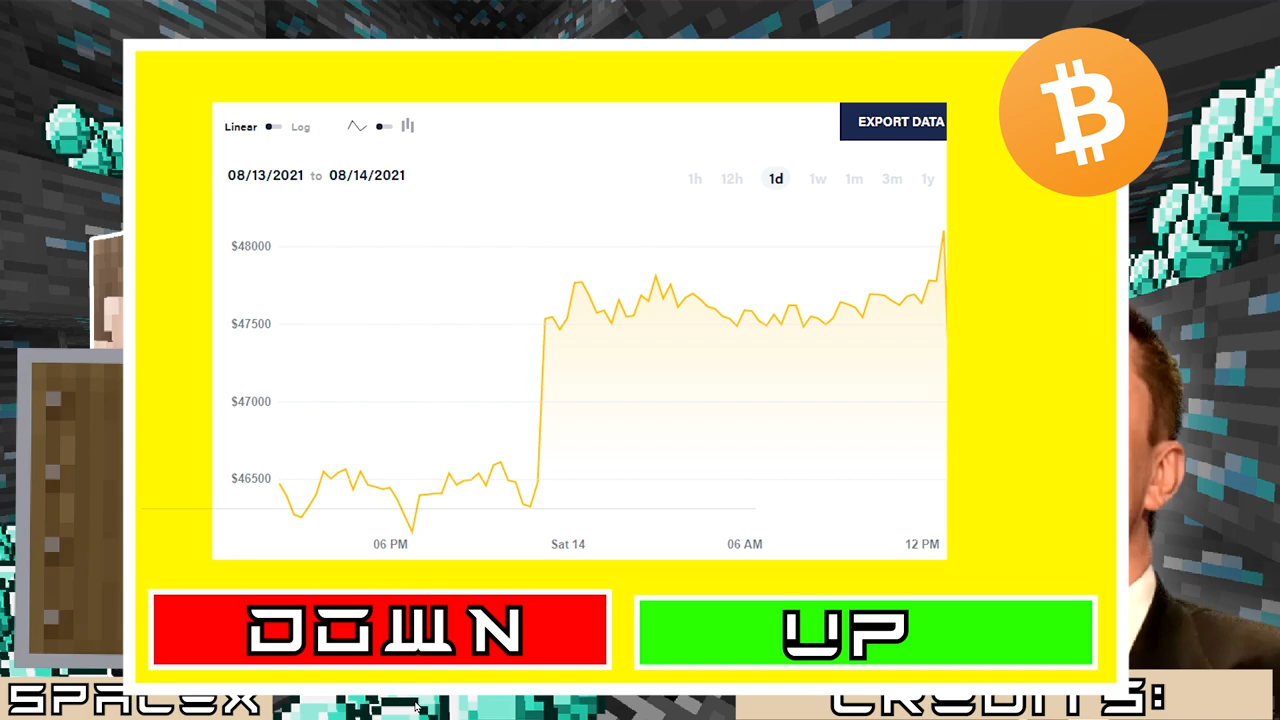 EXPORT DATA
Linear Log
08/13/2021 to 08/14/2021
1h 12h 1d 1w 1m 3m 1y
$48000
$47500
$47000
$46500
06 PM Sat 14 06 AM 12 PM
DOWN UP
SPACEX CREDITS: